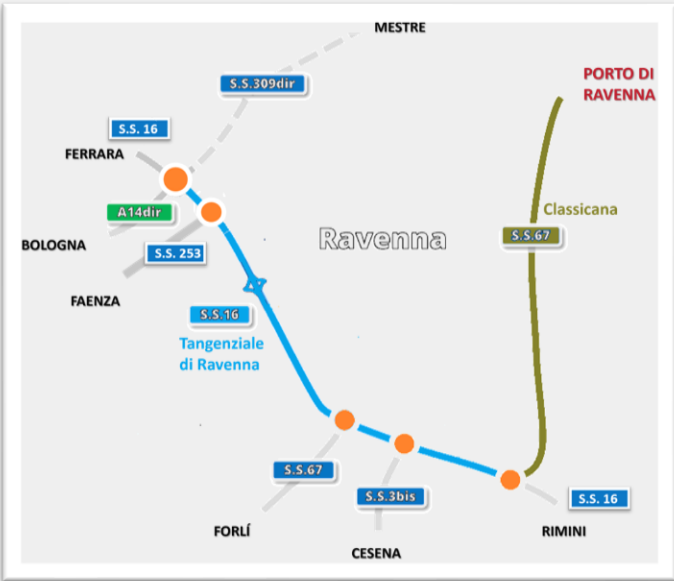 MESTRE
PORTO DI
RAVENNA
S.S.309dir
S.S. 16
FERRARA
A14dir
Classicana
S.S.67
Ravenna
BOLOGNA
S.S. 253
FAENZA
S.S.16
Tangenziale
di Ravenna
S.S.67
S.S.3bis
S.S. 16
FORLÍ
RIMINI
CESENA